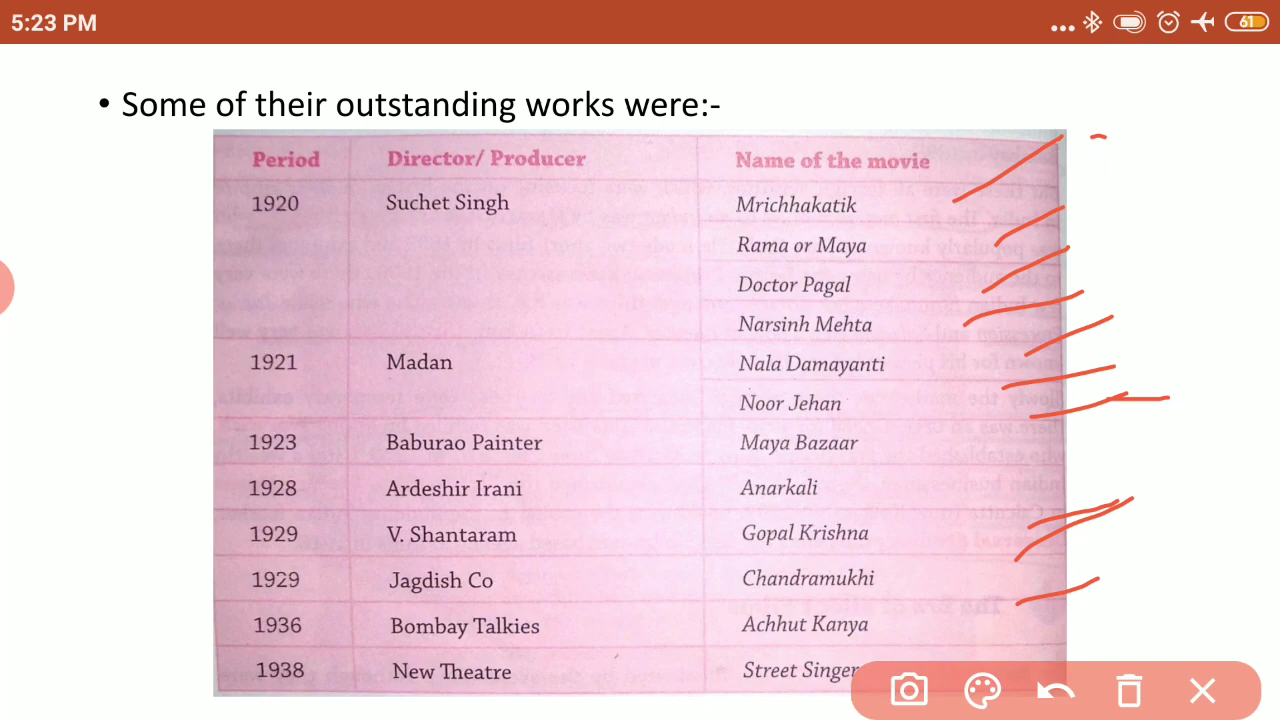 5:23 PM
61
• Some of their outstanding works were:-
Period Director/ Producer Name of the movie
1920 Suchet Singh Mrichhakatik
Rama or Maya
Doctor Pagal
Narsinh Mehta
1921 Madan Nala Damayanti
Noor Jehan
1923 Baburao Painter Maya Bazaar
1928 Ardeshir Irani Anarkali
1929 V. Shantaram Gopal Krishna
1929 Jagdish Co Chandramukhi
1936 Bombay Talkies Achhut Kanya
1938 New Theatre Street Singer